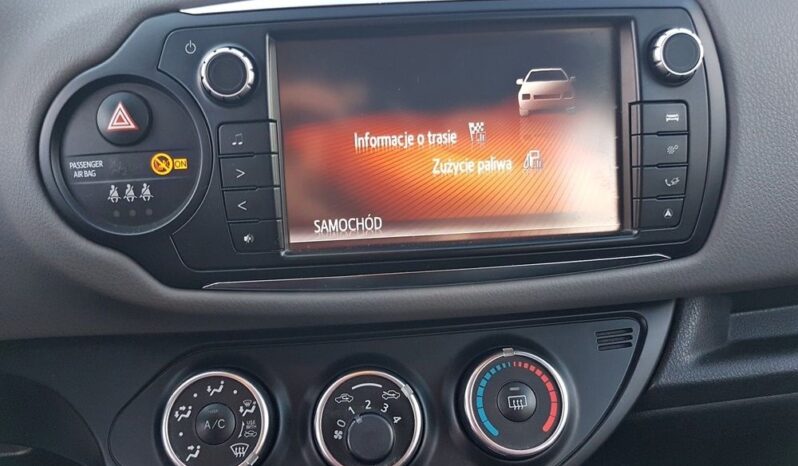 Informacje o trasie
Zużycie paliwa
SAMOCHÓD
PASSENGER
AIR BAG
ON
A/C
0
1
2
3
4